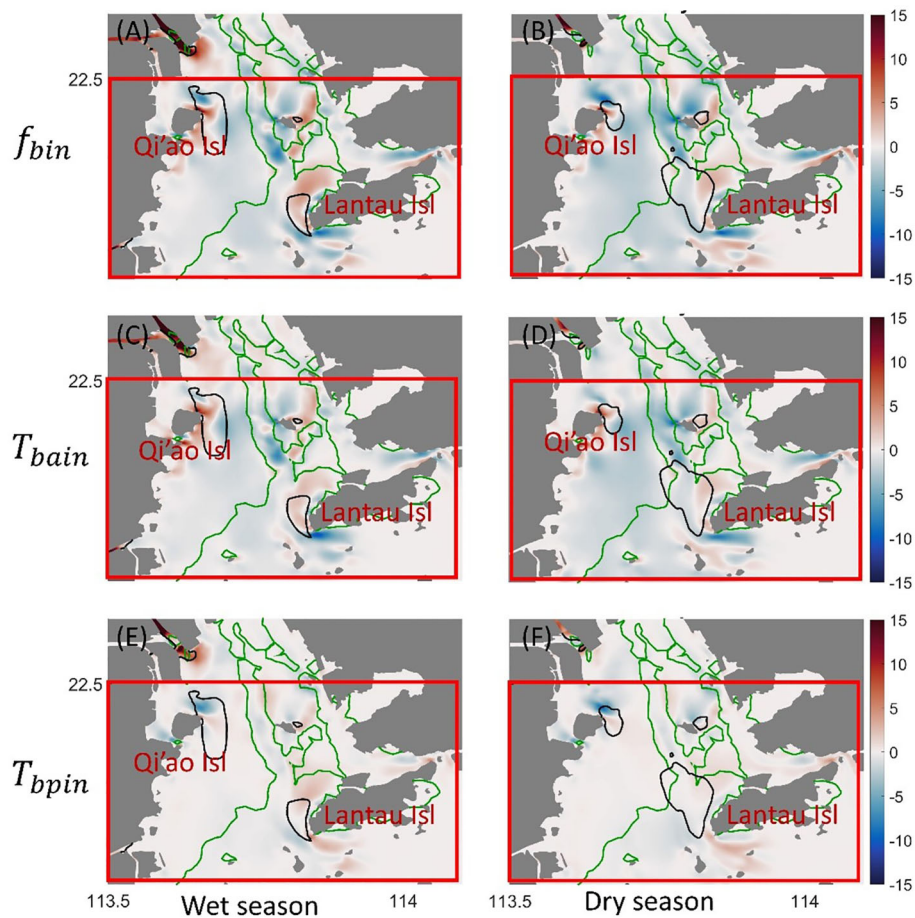 (A)
(B)
15
10
5
0
-5
-10
-15
22.5
f_bin
Qi'ao Isl
Lantau Isl
Qi'ao Isl
Lantau Isl
(C)
(D)
15
10
5
0
-5
-10
-15
22.5
T_bain
Qi'ao Isl
Lantau Isl
Qi'ao Isl
Lantau Isl
(E)
(F)
15
10
5
0
-5
-10
-15
22.5
T_bpin
Qi'ao Isl
Lantau Isl
Lantau Isl
113.5
Wet season
114
113.5
Dry season
114